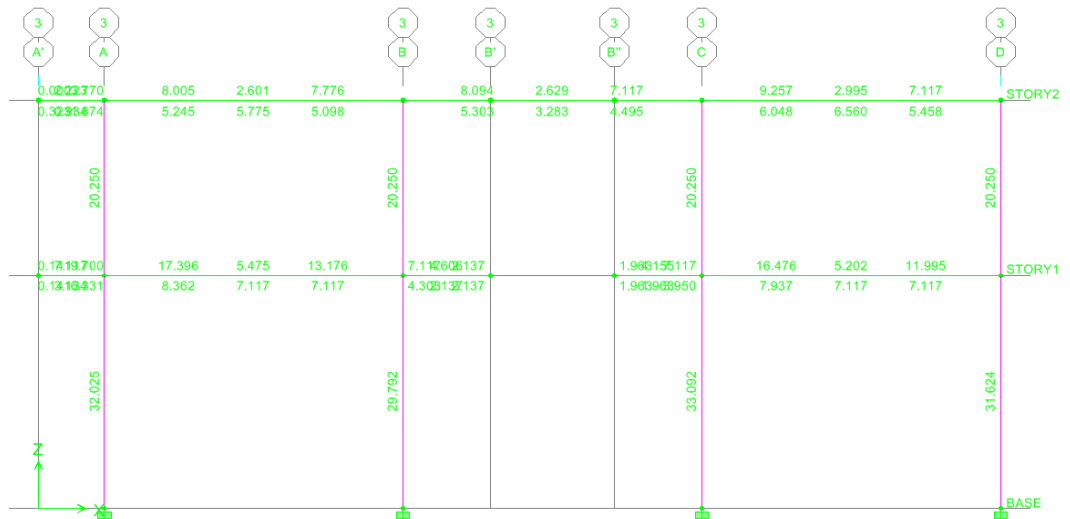 3 3 3 3 3 3 3
A' A B B' B" C D
8.005 2.601 7.776 8.094 2.629 7.117 9.257 2.995 7.117
STORY2
5.245 5.775 5.098 5.303 3.283 4.495 6.048 6.560 5.458
20.250 20.250 20.250 20.250
17.396 5.475 13.176 16.476 5.202 11.995
STORY1
8.362 7.117 7.117 7.937 7.117 7.117
32.025 29.792 33.092 31.624
Z
X
BASE